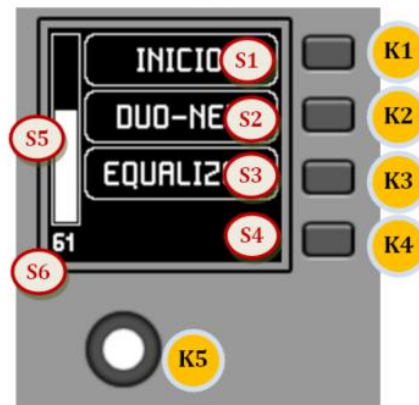 INICIO S1 K1
DUO-NE S2 K2
S5
EQUALIZ S3 K3
S4 K4
61
S6
K5